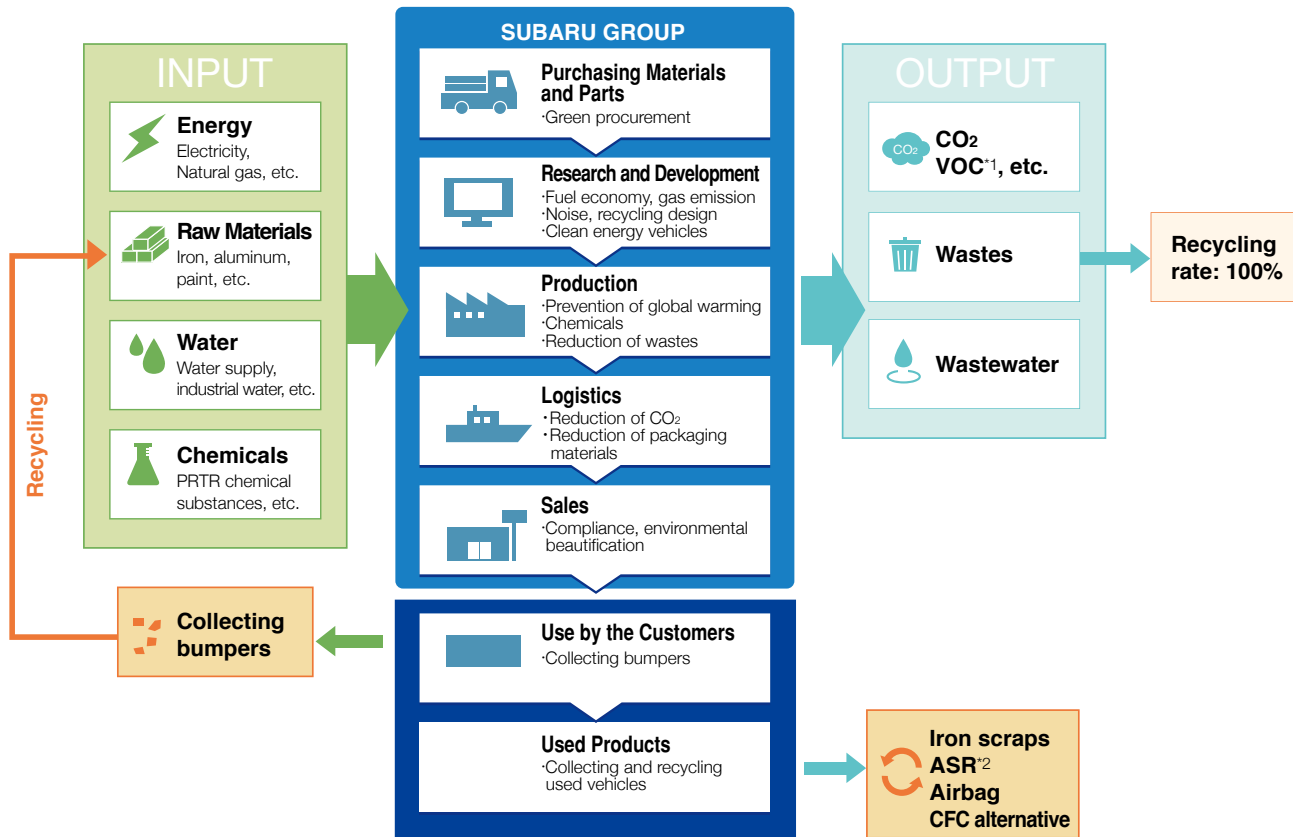 SUBARU GROUP
INPUT
Energy
Electricity,
Natural gas, etc.
Raw Materials
Iron, aluminum,
paint, etc.
Water
Water supply,
industrial water, etc.
Chemicals
PRTR chemical
substances, etc.
Recycling
Collecting
bumpers
Purchasing Materials
and Parts
·Green procurement
Research and Development
·Fuel economy, gas emission
·Noise, recycling design
·Clean energy vehicles
Production
·Prevention of global warming
·Chemicals
·Reduction of wastes
Logistics
·Reduction of CO₂
·Reduction of packaging
materials
Sales
·Compliance, environmental
beautification
Use by the Customers
·Collecting bumpers
Used Products
·Collecting and recycling
used vehicles
OUTPUT
CO₂
CO₂
VOC*1, etc.
Wastes
Wastewater
Recycling
rate: 100%
Iron scraps
ASR*2
Airbag
CFC alternative